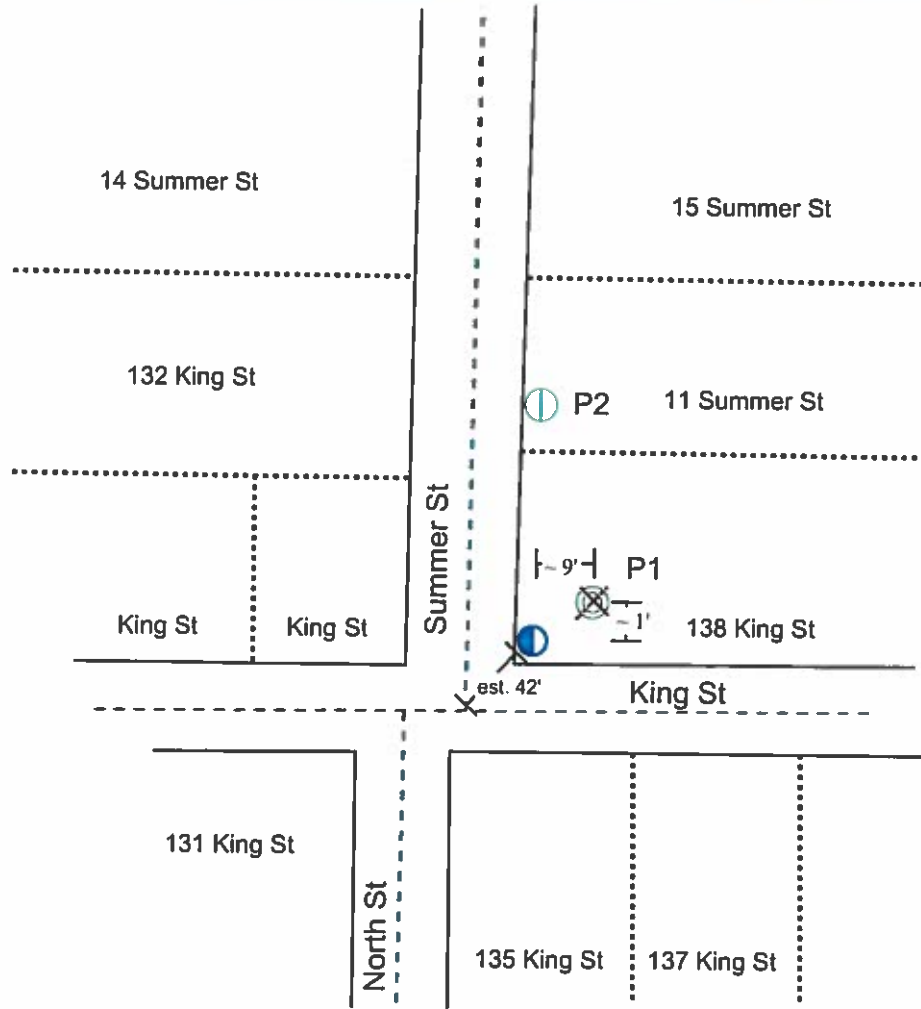 14 Summer St
15 Summer St
132 King St
P2
11 Summer St
Summer St
~ 9'
P1
~ 1'
King St
King St
138 King St
est. 42'
King St
131 King St
North St
135 King St
137 King St